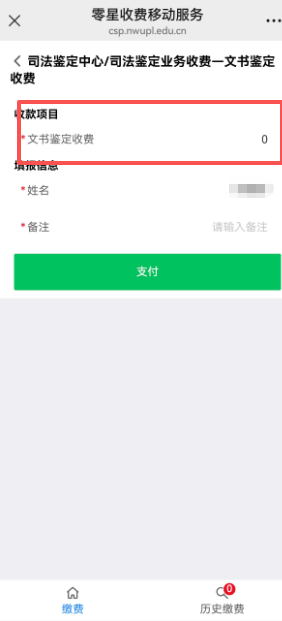 零星收费移动服务
csp.nwupl.edu.cn
司法鉴定中心/司法鉴定业务收费一文书鉴定
收费
收款项目
*文书鉴定收费 0
填报信息
*姓名
*备注 请输入备注
支付
0
缴费 历史缴费